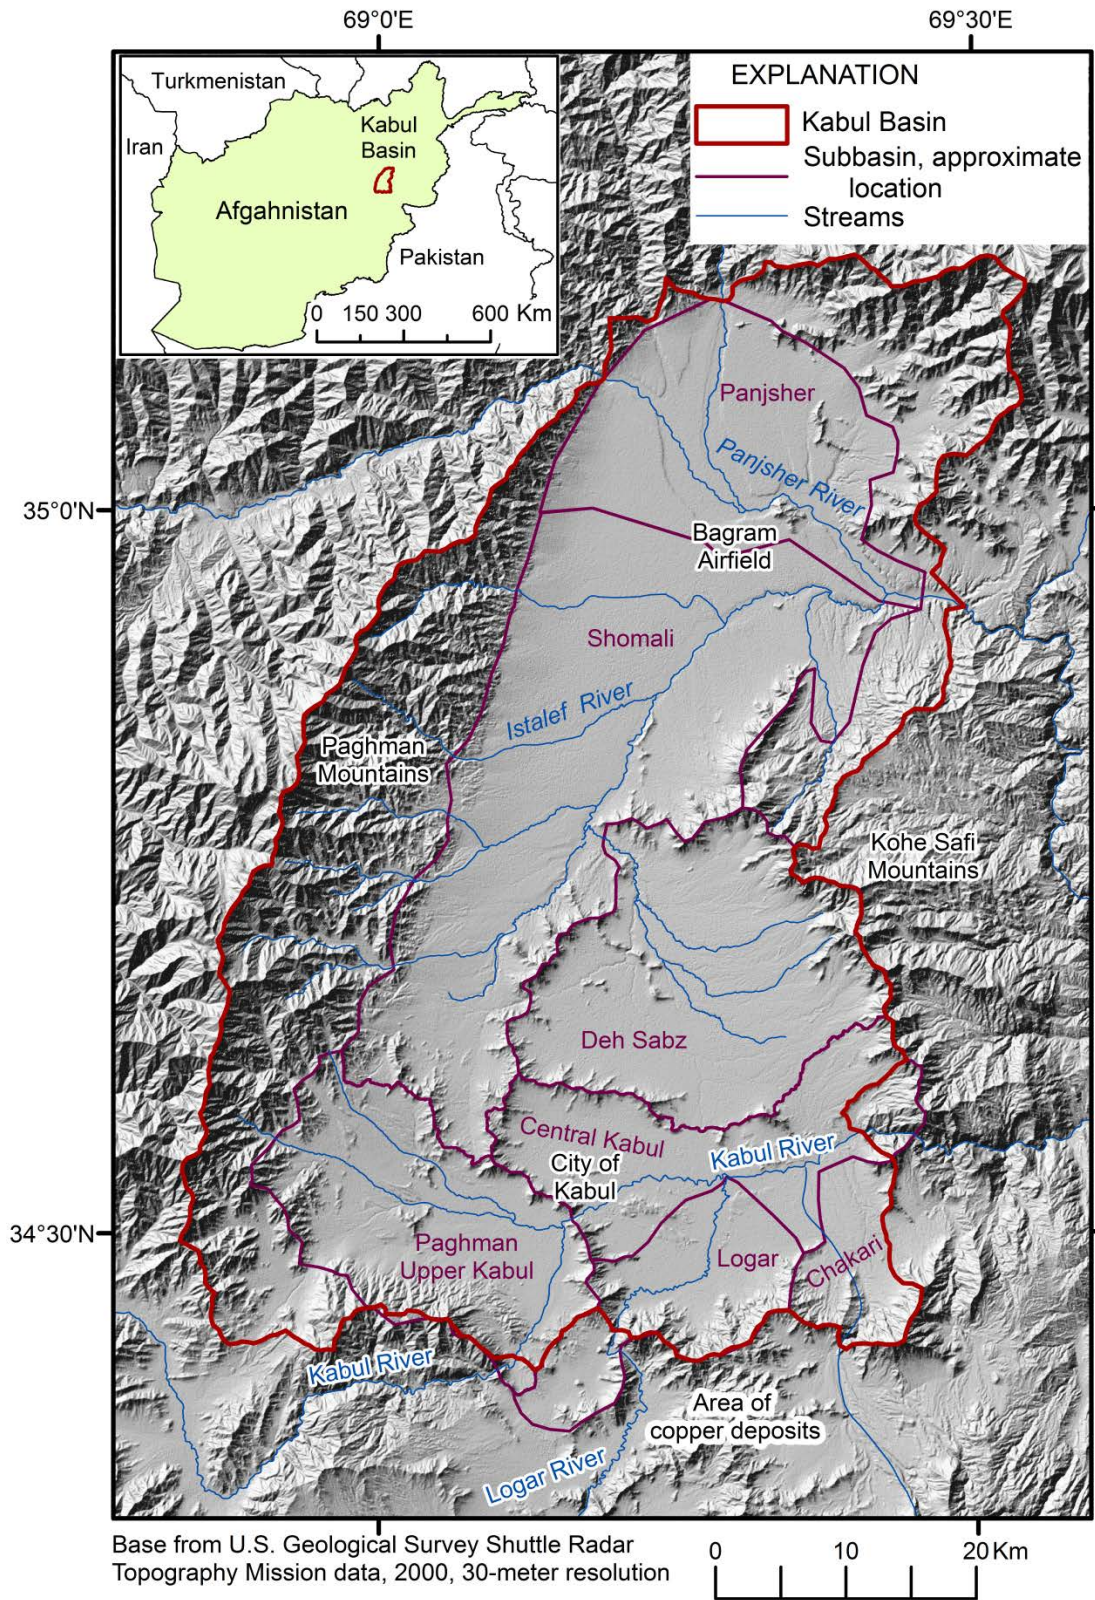 69°0'E
69°30'E
Turkmenistan
Iran
Kabul
Basin
Afgahnistan
Pakistan
0 150 300 600 Km
EXPLANATION
Kabul Basin
Subbasin, approximate
location
Streams
Panjsher
Panjsher River
35°0'N
Bagram
Airfield
Shomali
Istalef River
Paghman
Mountains
Kohe Safi
Mountains
Deh Sabz
Central Kabul
City of
Kabul
Kabul River
34°30'N
Paghman
Upper Kabul
Logar
Chakari
Kabul River
Area of
copper deposits
Logar River
Base from U.S. Geological Survey Shuttle Radar
Topography Mission data, 2000, 30-meter resolution
0 10 20 Km